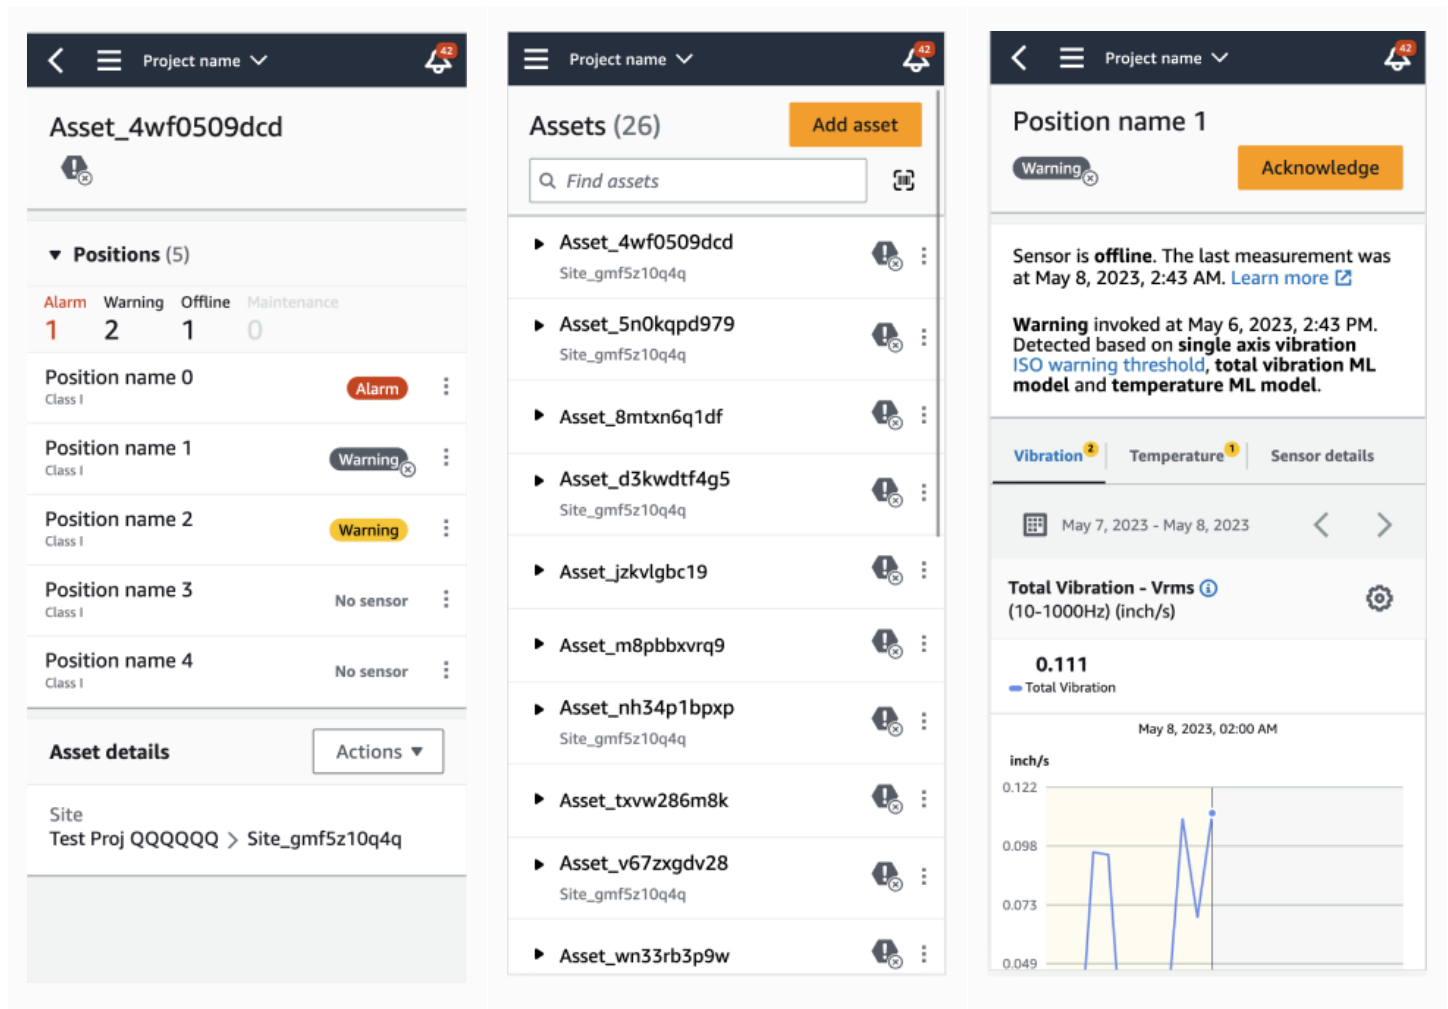 Project name
42
Asset_4wf0509dcd
Positions (5)
Alarm Warning Offline Maintenance
1 2 1 0
Position name 0
Class I
Alarm
Position name 1
Class I
Warning
Position name 2
Class I
Warning
Position name 3
Class I
No sensor
Position name 4
Class I
No sensor
Asset details
Actions
Site
Test Proj QQQQQQ > Site_gmf5z10q4q
Project name
42
Assets (26)
Add asset
Find assets
Asset_4wf0509dcd
Site_gmf5z10q4q
Asset_5n0kqpd979
Site_gmf5z10q4q
Asset_8mtxn6q1df
Asset_d3kwdtf4g5
Site_gmf5z10q4q
Asset_jzkvlgbc19
Asset_m8pbbxvrq9
Asset_nh34p1bpxp
Site_gmf5z10q4q
Asset_txvw286m8k
Asset_v67zxgdv28
Site_gmf5z10q4q
Asset_wn33rb3p9w
Project name
42
Position name 1
Warning
Acknowledge
Sensor is offline. The last measurement was
at May 8, 2023, 2:43 AM. Learn more
Warning invoked at May 6, 2023, 2:43 PM.
Detected based on single axis vibration
ISO warning threshold, total vibration ML
model and temperature ML model.
Vibration 2 Temperature 1 Sensor details
May 7, 2023 - May 8, 2023
Total Vibration - Vrms
(10-1000Hz) (inch/s)
0.111
Total Vibration
May 8, 2023, 02:00 AM
inch/s
0.122
0.098
0.073
0.049